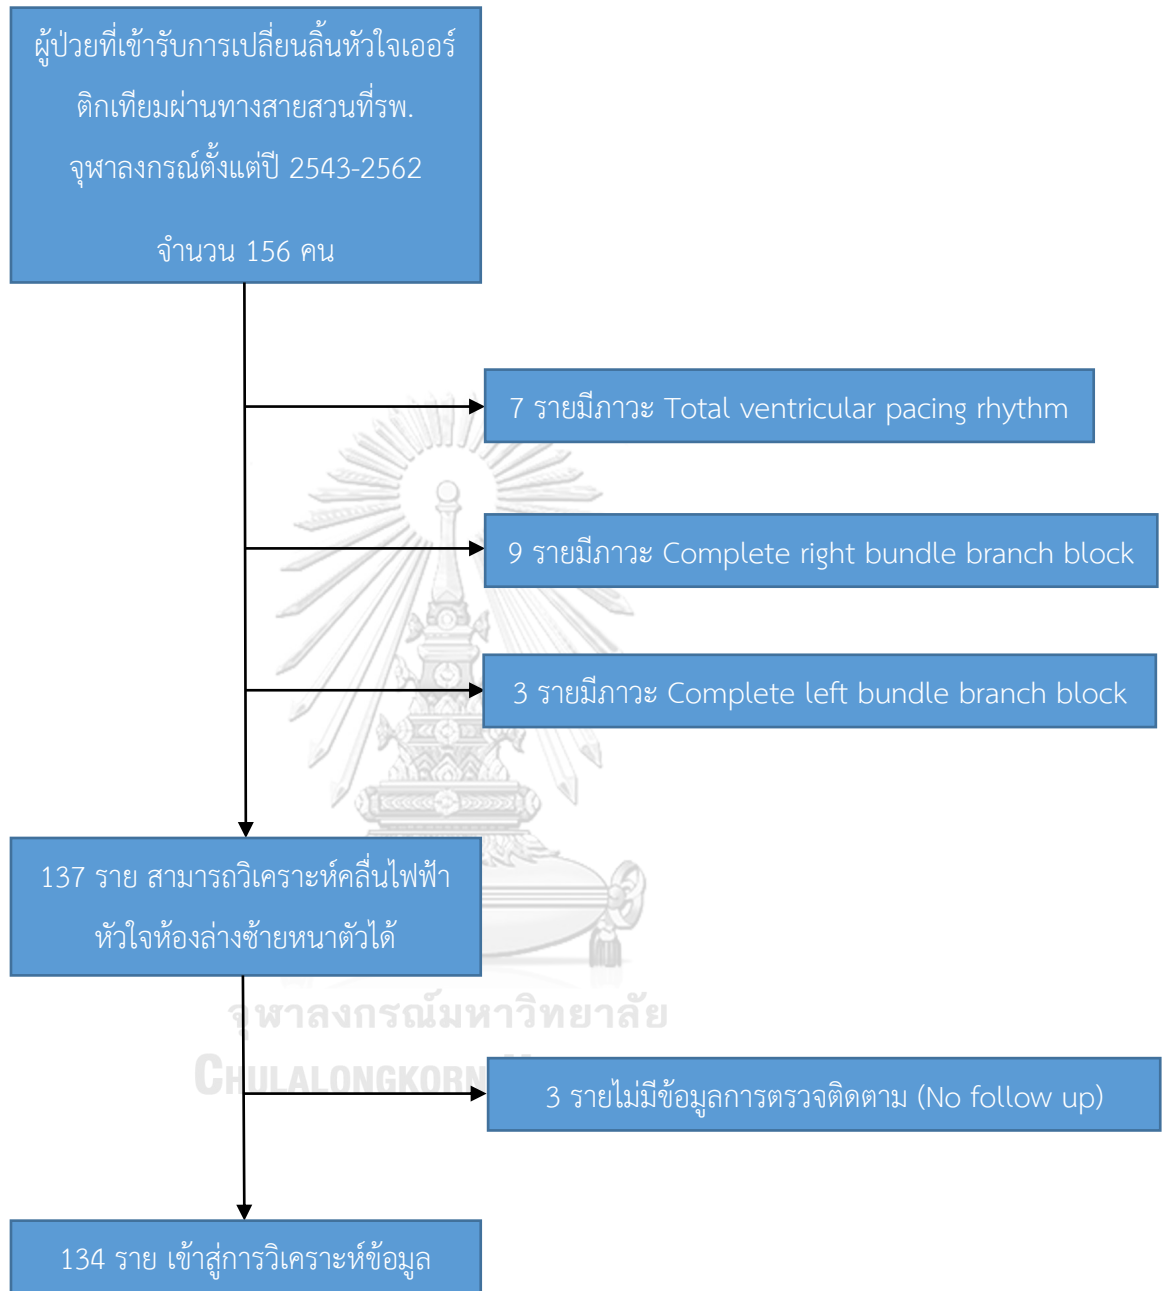 ผู้ป่วยที่เข้ารับการเปลี่ยนลิ้นหัวใจเออร์
ติกเทียมผ่านทางสายสวนที่รพ.
จุฬาลงกรณ์ตั้งแต่ปี 2543-2562
จำนวน 156 คน
7 รายมีภาวะ Total ventricular pacing rhythm
9 รายมีภาวะ Complete right bundle branch block
3 รายมีภาวะ Complete left bundle branch block
137 ราย สามารถวิเคราะห์คลื่นไฟฟ้า
หัวใจห้องล่างซ้ายหนาตัวได้
จุฬาลงกรณ์มหาวิทยาลัย
CHULALONGKORN
3 รายไม่มีข้อมูลการตรวจติดตาม (No follow up)
134 ราย เข้าสู่การวิเคราะห์ข้อมูล